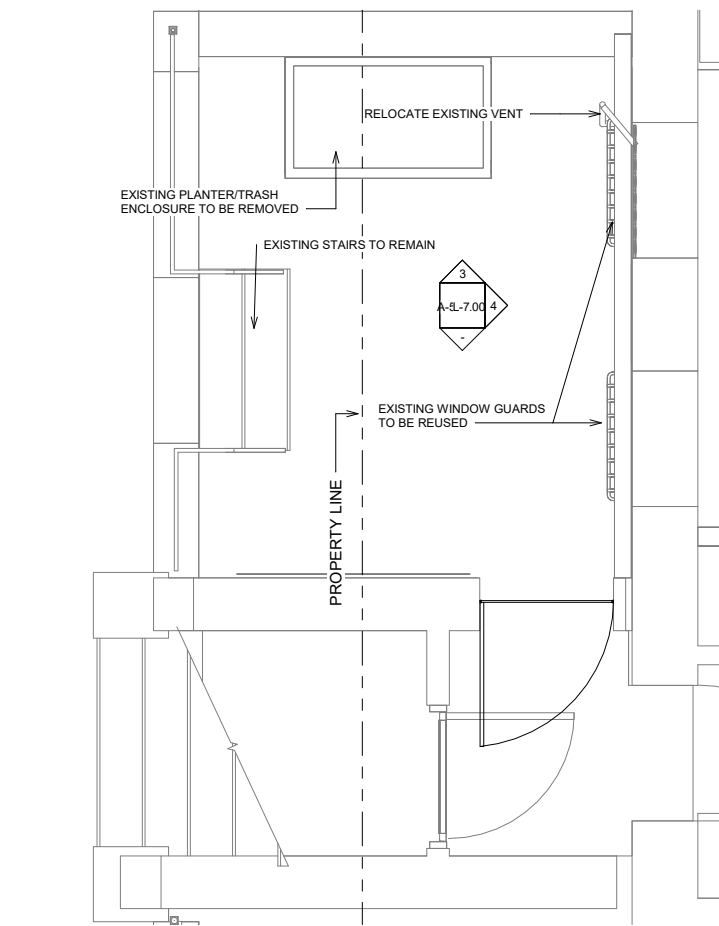 RELOCATE EXISTING VENT
EXISTING PLANTER/TRASH
ENCLOSURE TO BE REMOVED
EXISTING STAIRS TO REMAIN
3
4
-
EXISTING WINDOW GUARDS
TO BE REUSED
PROPERTY LINE